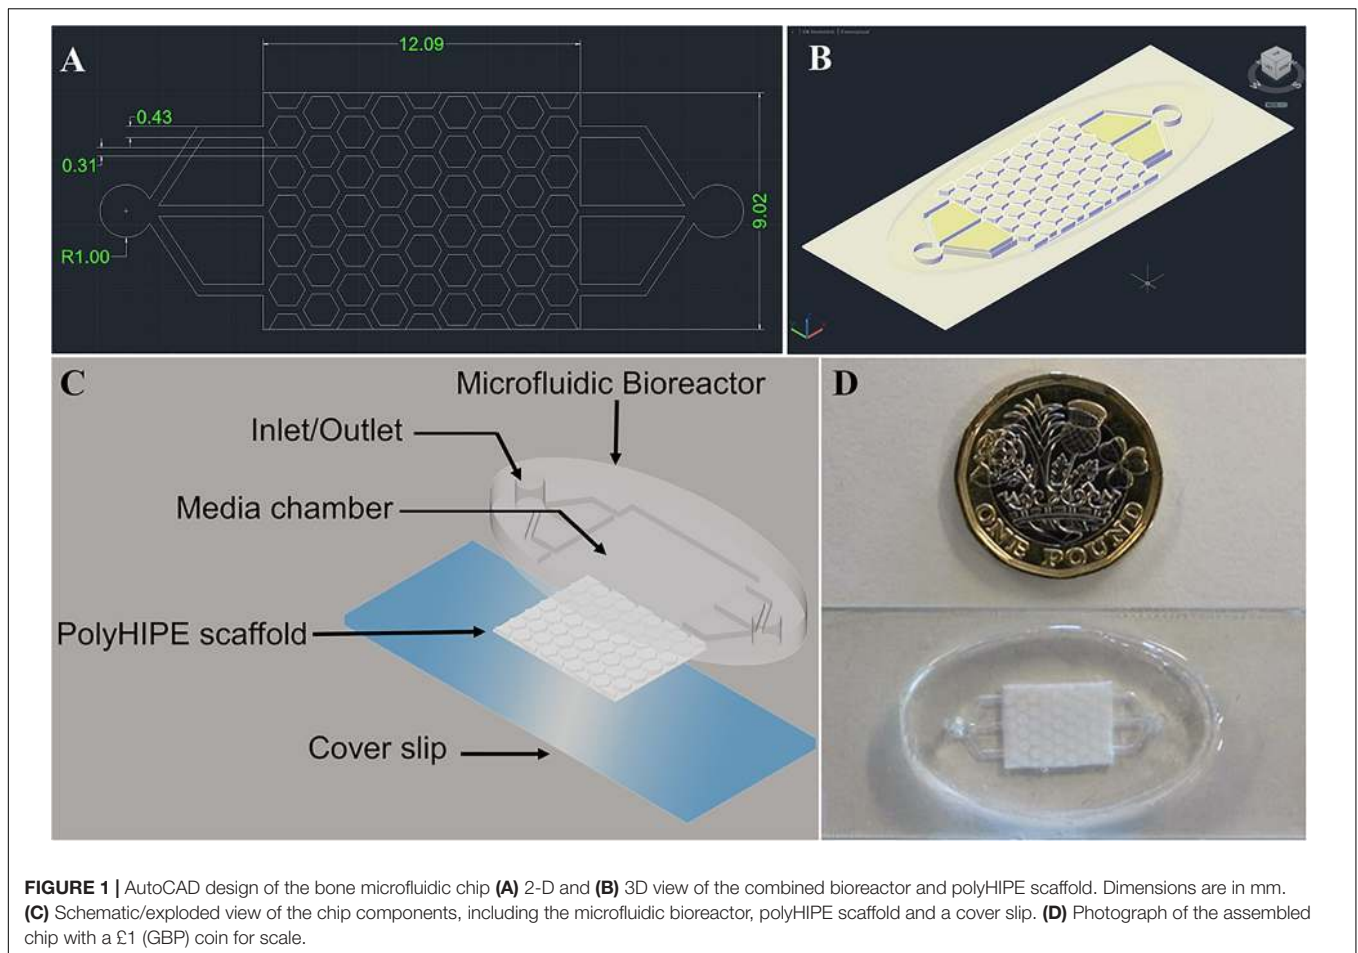 A
12.09
0.43
0.31
R1.00
9.02
B
C
Microfluidic Bioreactor
Inlet/Outlet
Media chamber
PolyHIPE scaffold
Cover slip
D
ONE POUND
FIGURE 1 | AutoCAD design of the bone microfluidic chip (A) 2-D and (B) 3D view of the combined bioreactor and polyHIPE scaffold. Dimensions are in mm.
(C) Schematic/exploded view of the chip components, including the microfluidic bioreactor, polyHIPE scaffold and a cover slip. (D) Photograph of the assembled
chip with a £1 (GBP) coin for scale.